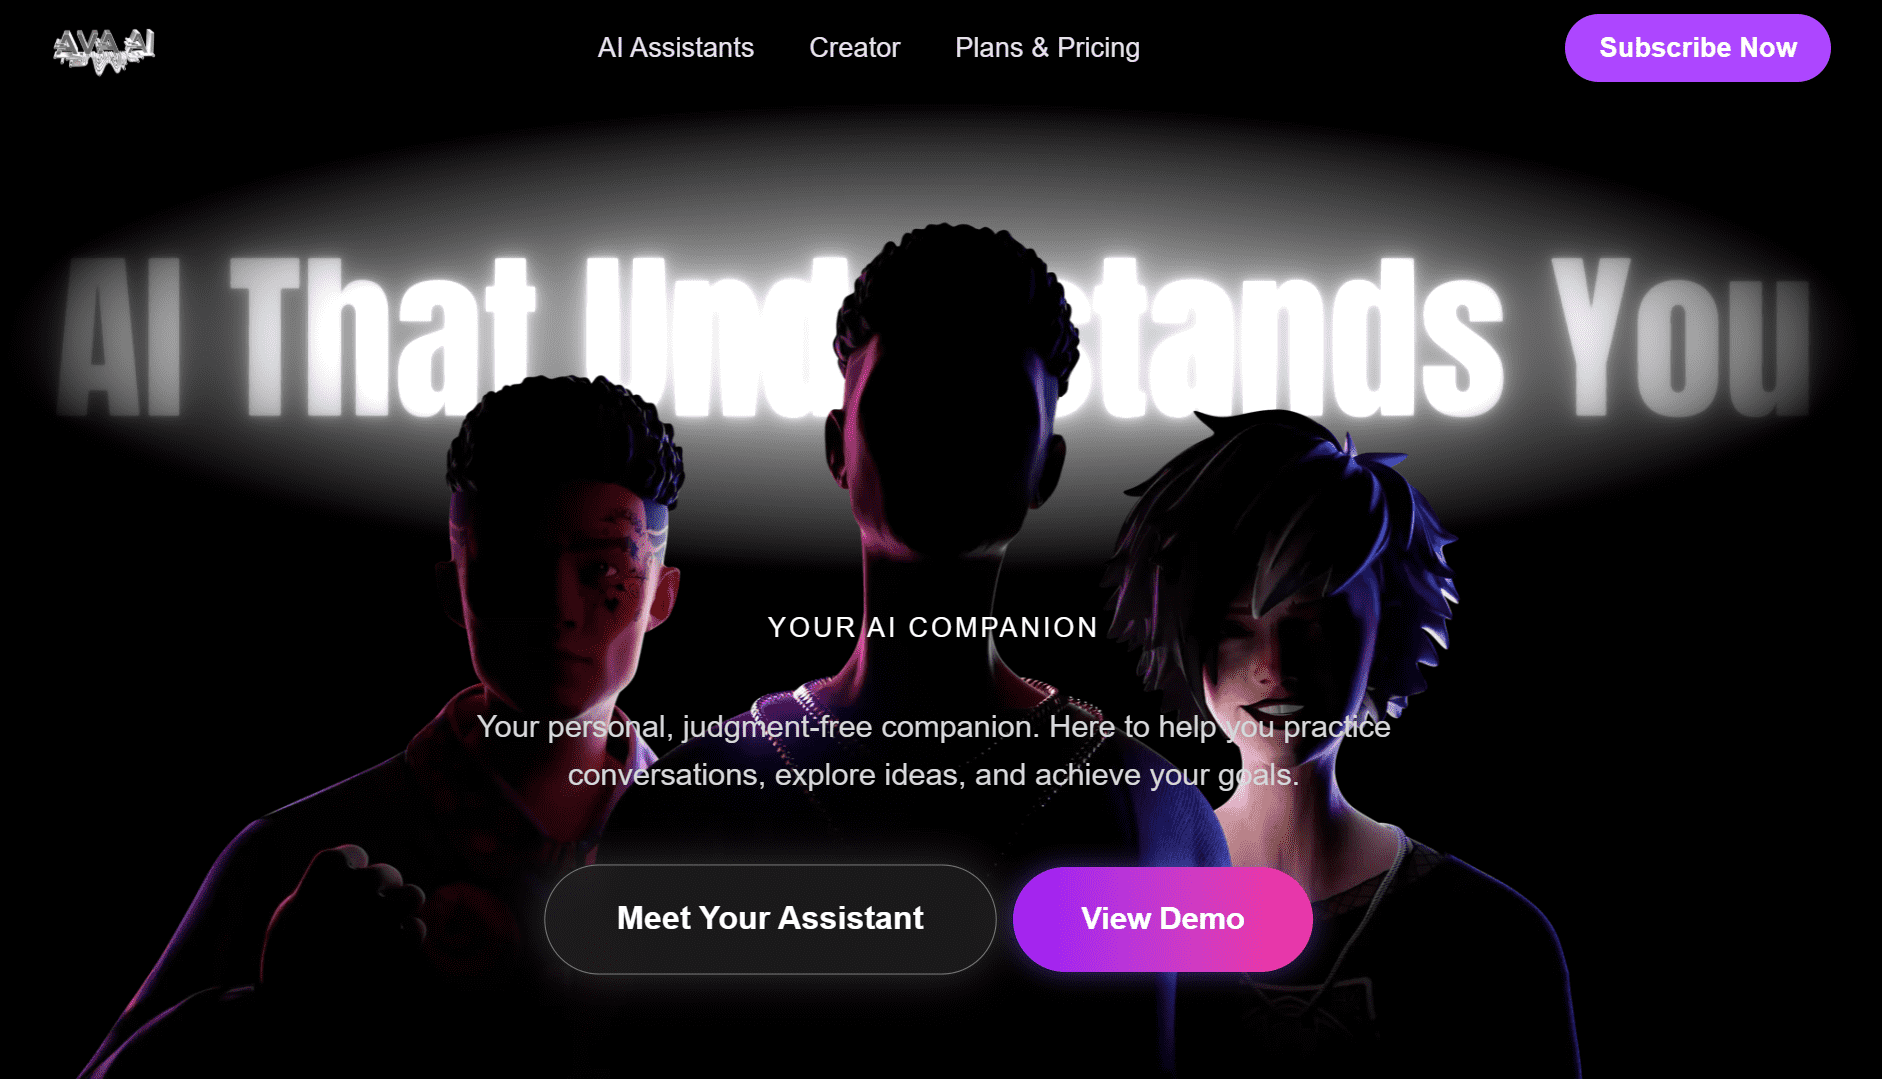 AVA AI
AI Assistants
Creator
Plans & Pricing
Subscribe Now
AI That Und stands You
YOUR AI COMPANION
Your personal, judgment-free companion. Here to help you practice
conversations, explore ideas, and achieve your goals.
Meet Your Assistant
View Demo